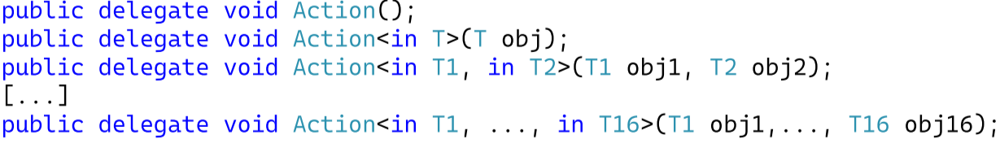 public delegate void Action();
public delegate void Action<in T>(T obj);
public delegate void Action<in T1, in T2>(T1 obj1, T2 obj2);
[...]
public delegate void Action<in T1, ..., in T16>(T1 obj1,..., T16 obj16);